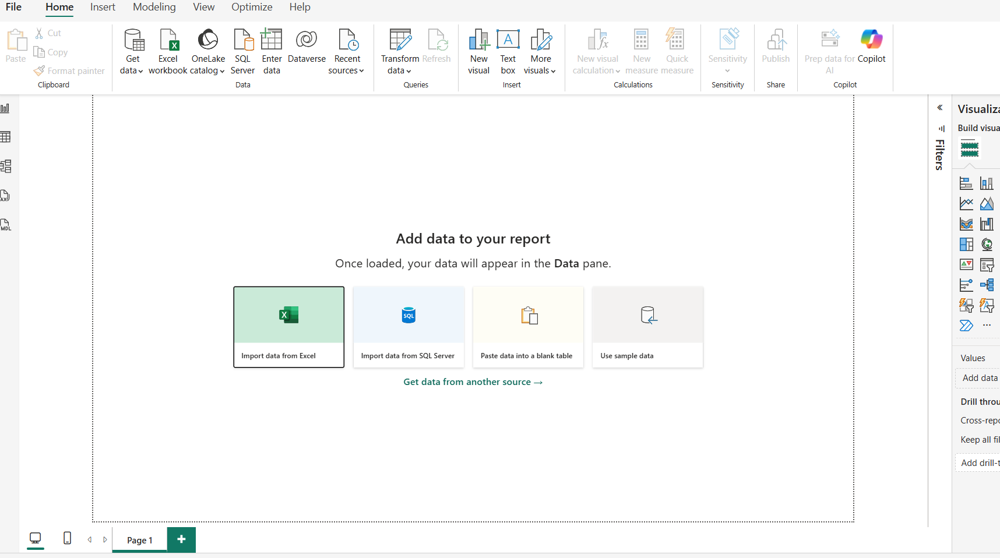 File Home Insert Modeling View Optimize Help
Paste
Cut
Copy
Format painter
Clipboard
Get
data
Excel
workbook
OneLake
catalog
SQL
Server
Enter
data
Dataverse
Recent
sources
Data
Transform
data
Refresh
Queries
New
visual
Text
box
More
visuals
Insert
New visual
calculation
New
measure
Quick
measure
Calculations
Sensitivity
Sensitivity
Publish
Share
Prep data for
AI
Copilot
Copilot
Add data to your report
Once loaded, your data will appear in the Data pane.
SQL
Import data from Excel
Import data from SQL Server
Paste data into a blank table
Use sample data
Get data from another source →
Filters
Visualiza
Build visua
Values
Add data
Drill throu
Cross-repo
Keep all fil
Add drill-t
Page 1